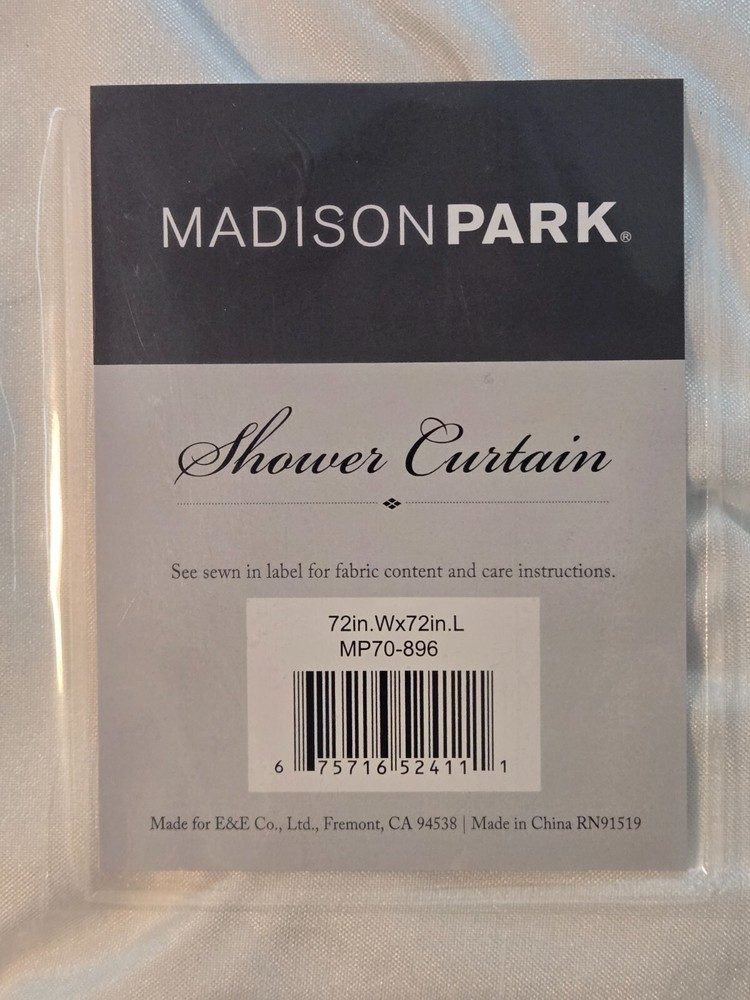 MADISONPARK®
Shower Curtain
See sewn in label for fabric content and care instructions.
72in.Wx72in.L
MP70-896
6 75716 52411 1
Made for E&E Co., Ltd., Fremont, CA 94538 | Made in China RN91519